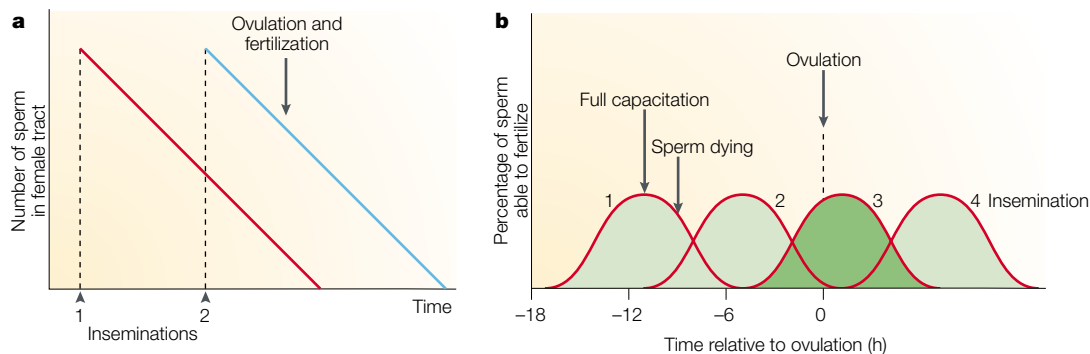 a
Ovulation and
fertilization
Number of sperm
in female tract
Time
1
2
Inseminations
b
Ovulation
Full capacitation
Sperm dying
Percentage of sperm
able to fertilize
1
2
3
4 Insemination
–18
–12
–6
0
Time relative to ovulation (h)